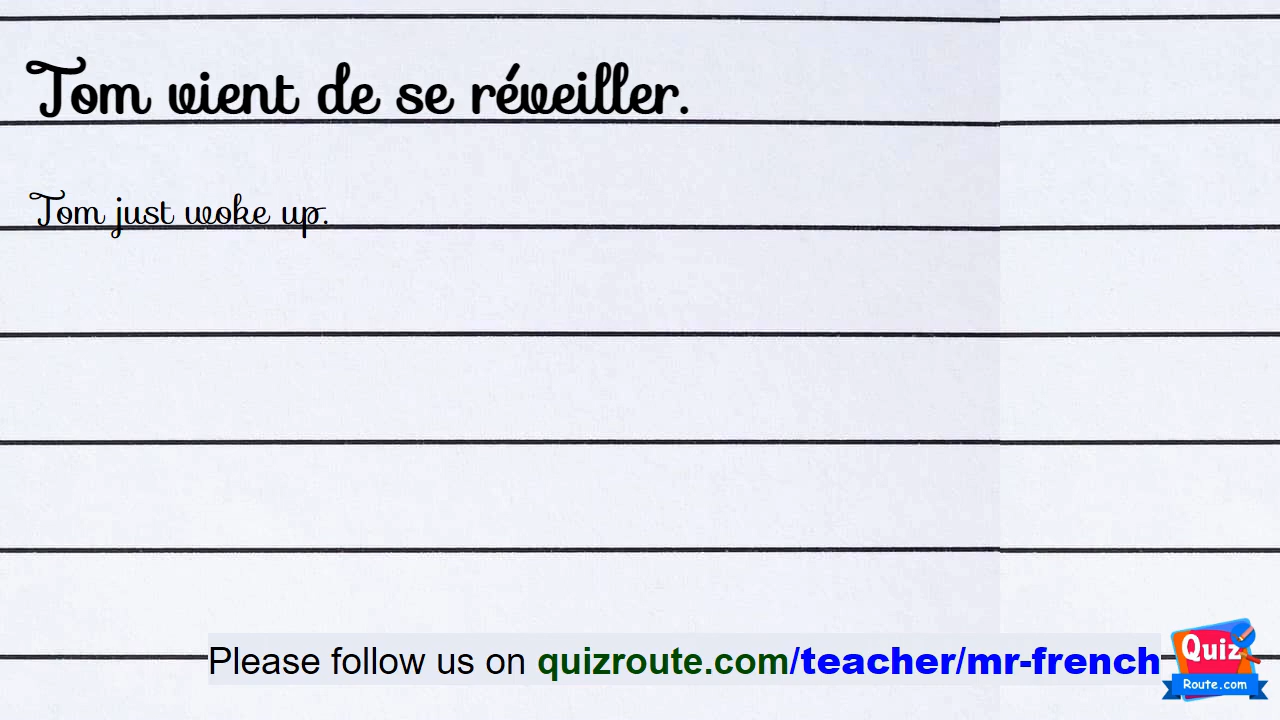 Tom vient de se réveiller.
Tom just woke up.
Please follow us on quizroute.com/teacher/mr-french
Quiz
Route.com